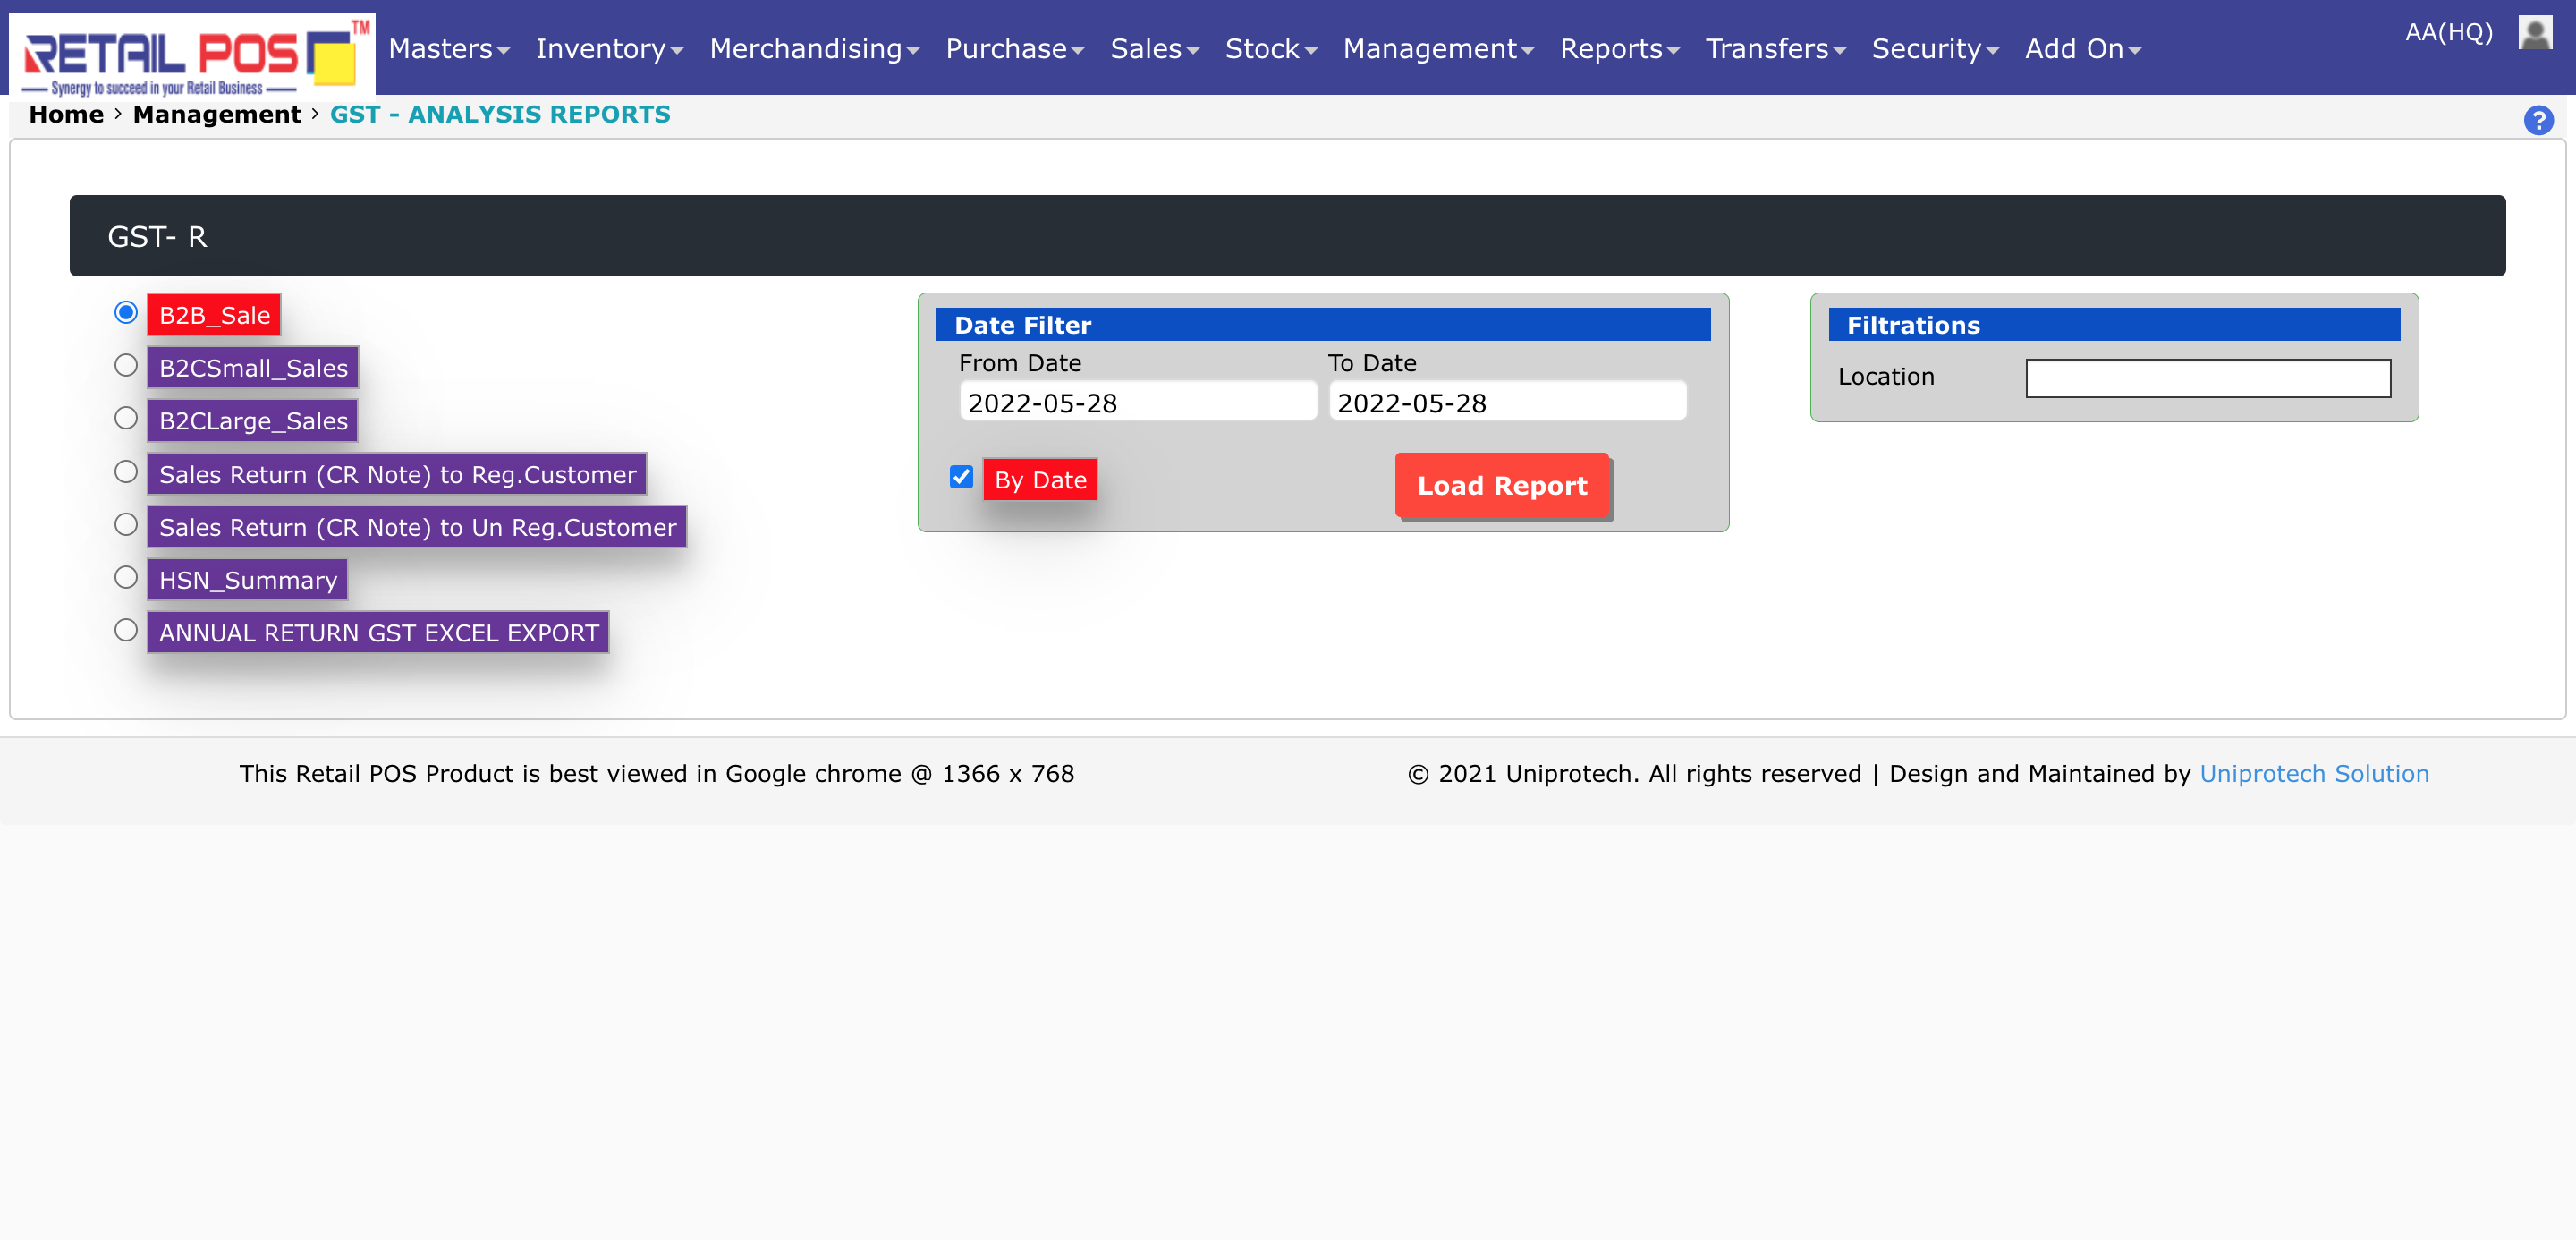 RETAIL POS TM
Synergy to succeed in your Retail Business
Masters Inventory Merchandising Purchase Sales Stock Management Reports Transfers Security Add On
AA(HQ)
Home › Management › GST - ANALYSIS REPORTS
?
GST- R
B2B_Sale
B2CSmall_Sales
B2CLarge_Sales
Sales Return (CR Note) to Reg.Customer
Sales Return (CR Note) to Un Reg.Customer
HSN_Summary
ANNUAL RETURN GST EXCEL EXPORT
Date Filter
From Date To Date
2022-05-28 2022-05-28
By Date Load Report
Filtrations
Location
This Retail POS Product is best viewed in Google chrome @ 1366 x 768
© 2021 Uniprotech. All rights reserved | Design and Maintained by Uniprotech Solution